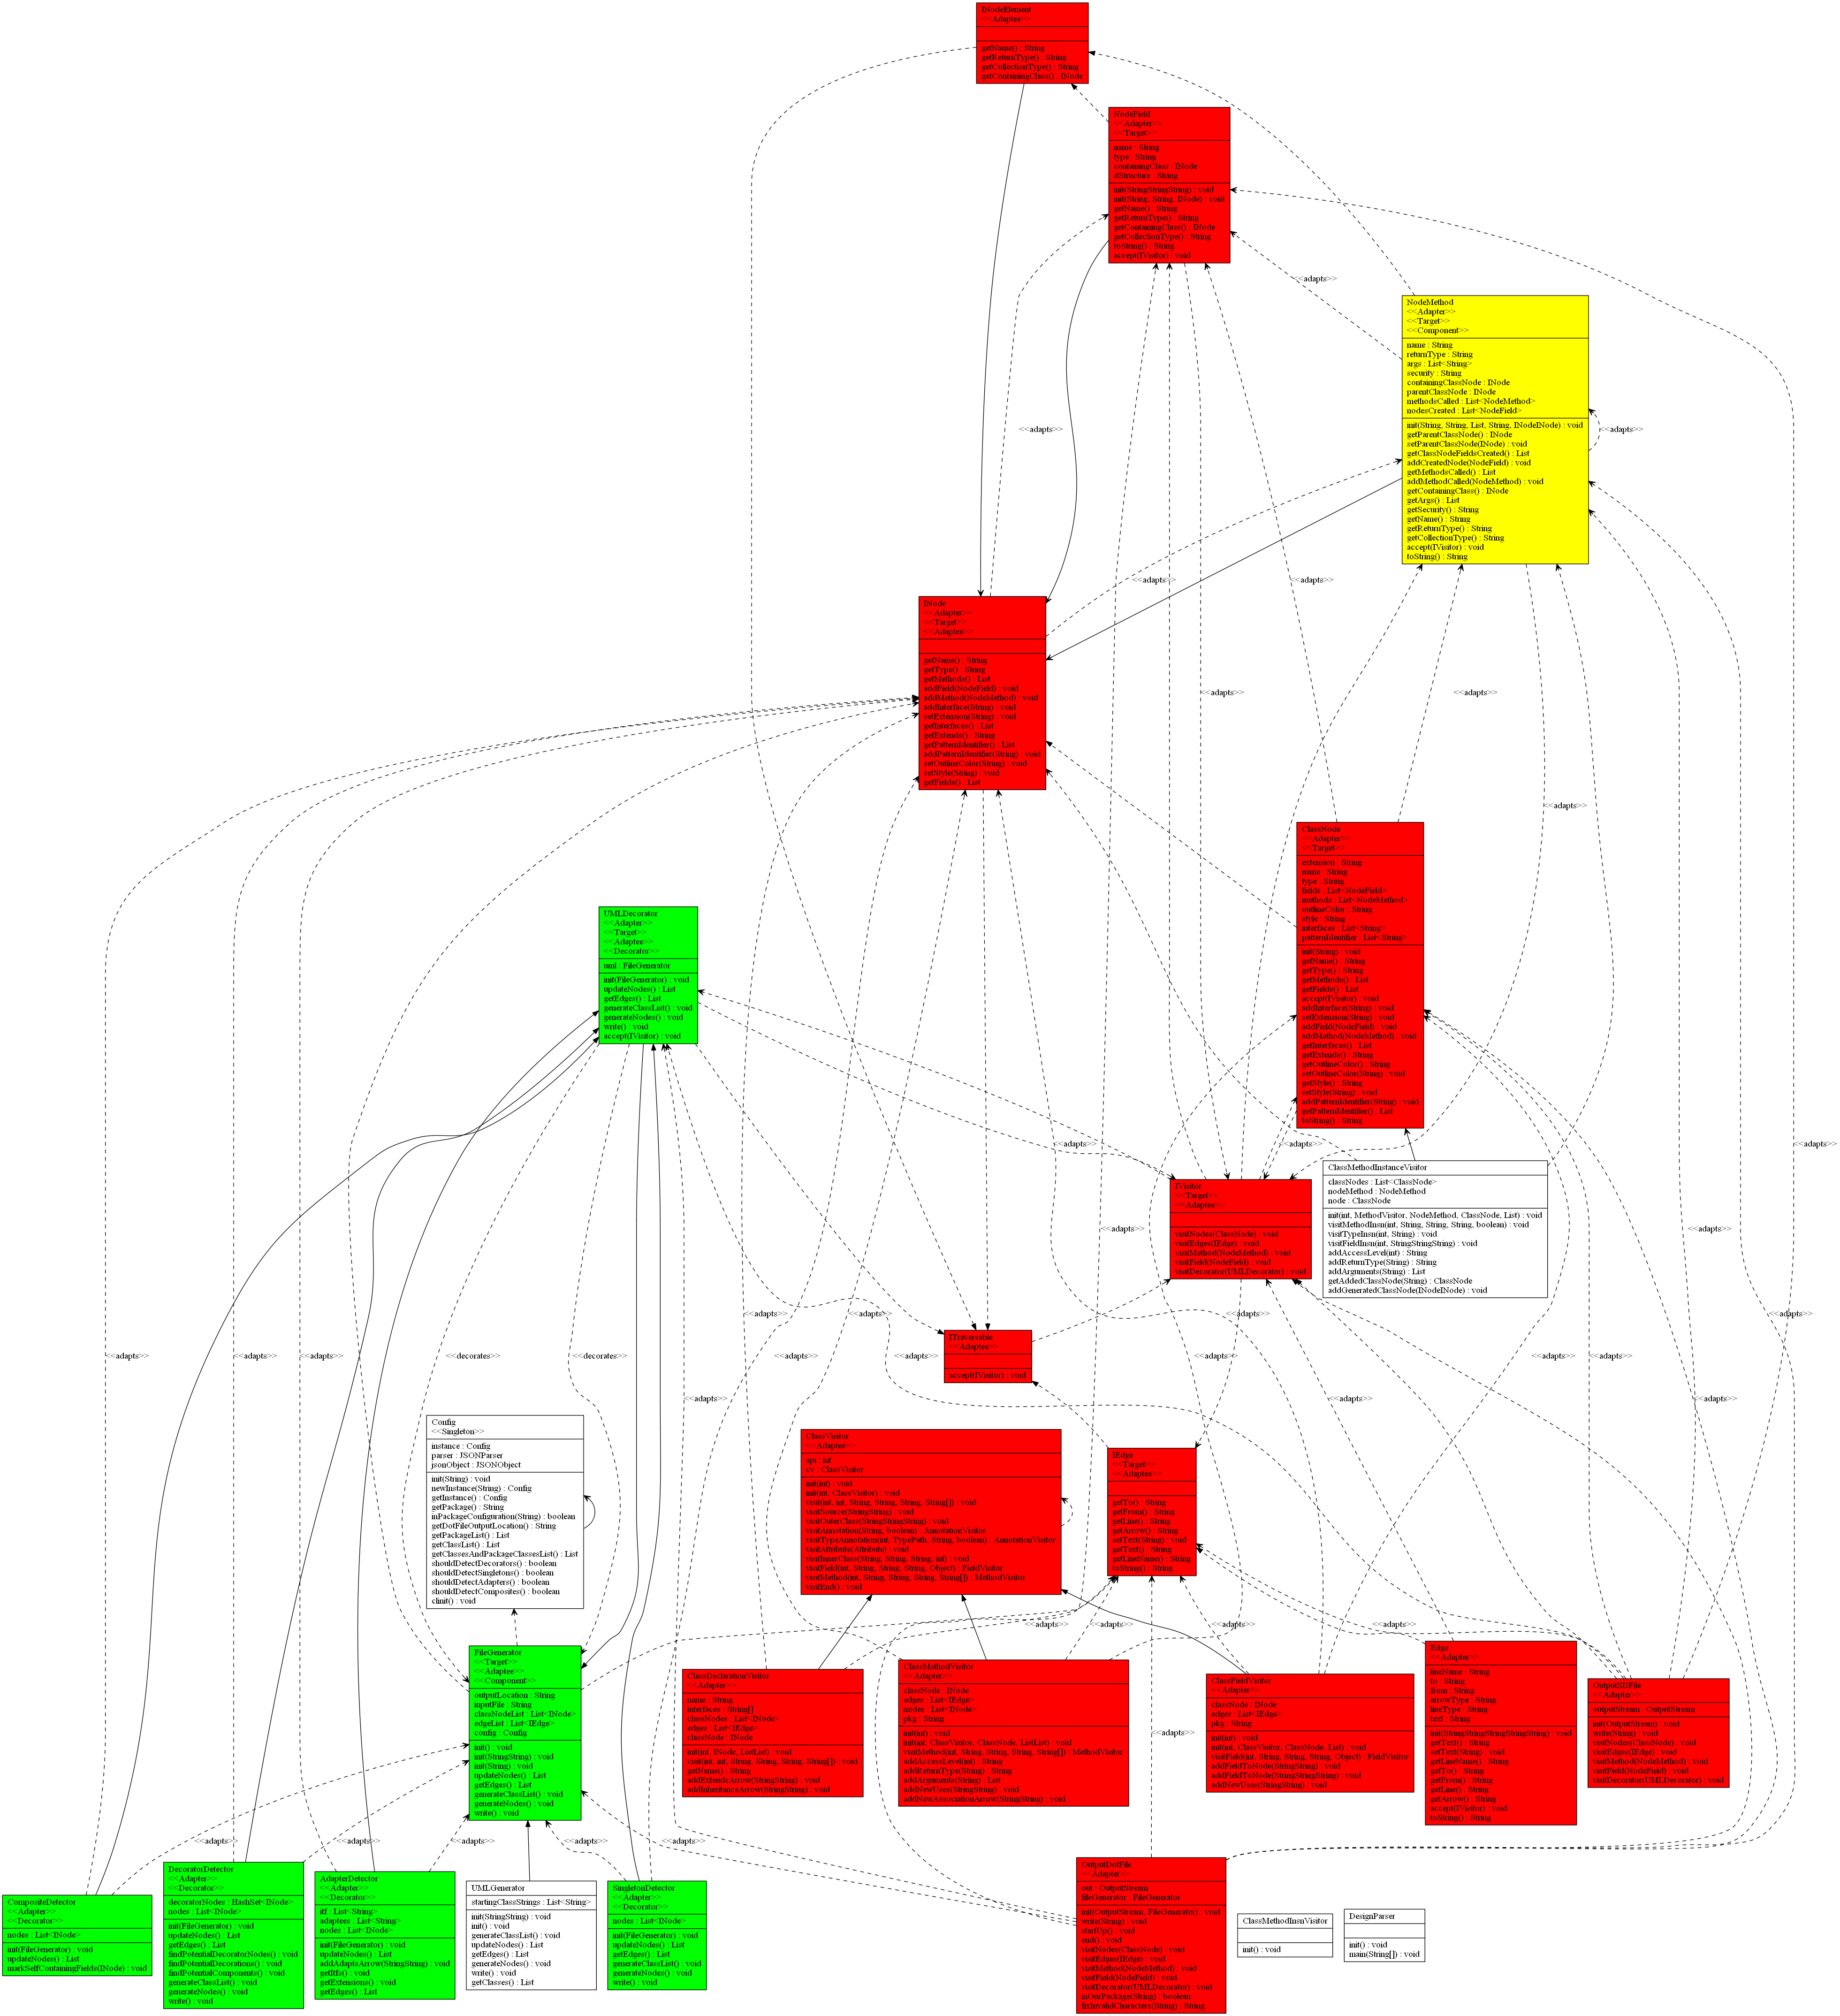 INodeElement
<<Adaptee>>
getName() : String
getReturnType() : String
getCollectionType() : String
getContainingClass() : INode
NodeField
<<Adapter>>
<<Target>>
name : String
type : String
containingClass : INode
dStructure : String
init(StringStringString) : void
init(String, String, INode) : void
getName() : String
getReturnType() : String
getContainingClass() : INode
getCollectionType() : String
toString() : String
accept(IVisitor) : void
<<adapts>>
NodeMethod
<<Adapter>>
<<Target>>
<<Component>>
name : String
returnType : String
args : List<String>
security : String
containingClassNode : INode
parentClassNode : INode
methodsCalled : List<NodeMethod>
nodesCreated : List<NodeField>
init(String, String, List, String, INodeINode) : void
getParentClassNode() : INode
setParentClassNode(INode) : void
getClassNodeFieldsCreated() : List
addCreatedNode(NodeField) : void
getMethodsCalled() : List
addMethodCalled(NodeMethod) : void
getContainingClass() : INode
getArgs() : List
getSecurity() : String
getName() : String
getReturnType() : String
getCollectionType() : String
accept(IVisitor) : void
toString() : String
<<adapts>>
<<adapts>>
<<adapts>>
<<adapts>>
INode
<<Adapter>>
<<Target>>
<<Adaptee>>
getName() : String
getType() : String
getMethods() : List
addField(NodeField) : void
addMethod(NodeMethod) : void
addInterface(String) : void
setExtension(String) : void
getInterfaces() : List
getExtends() : String
getPatternIdentifier() : List
addPatternIdentifier(String) : void
setOutlineColor(String) : void
setStyle(String) : void
getFields() : List
<<adapts>>
<<adapts>>
<<adapts>>
ClassNode
<<Adapter>>
<<Target>>
extension : String
name : String
type : String
fields : List<NodeField>
methods : List<NodeMethod>
outlineColor : String
style : String
interfaces : List<String>
patternIdentifier : List<String>
init(String) : void
getName() : String
getType() : String
getMethods() : List
getFields() : List
accept(IVisitor) : void
addInterface(String) : void
setExtension(String) : void
addField(NodeField) : void
addMethod(NodeMethod) : void
getInterfaces() : List
getExtends() : String
getOutlineColor() : String
setOutlineColor(String) : void
getStyle() : String
setStyle(String) : void
addPatternIdentifier(String) : void
getPatternIdentifier() : List
toString() : String
UMLDecorator
<<Adapter>>
<<Target>>
<<Adaptee>>
<<Decorator>>
uml : FileGenerator
init(FileGenerator) : void
updateNodes() : List
getEdges() : List
generateClassList() : void
generateNodes() : void
write() : void
accept(IVisitor) : void
<<adapts>>
<<adapts>>
<<adapts>>
IVisitor
<<Target>>
<<Adaptee>>
visitNodes(ClassNode) : void
visitEdges(IEdge) : void
visitMethod(NodeMethod) : void
visitField(NodeField) : void
visitDecorator(UMLDecorator) : void
ClassMethodInstanceVisitor
classNodes : List<ClassNode>
nodeMethod : NodeMethod
node : ClassNode
init(int, MethodVisitor, NodeMethod, ClassNode, List) : void
visitMethodInsn(int, String, String, String, boolean) : void
visitTypeInsn(int, String) : void
visitFieldInsn(int, StringStringString) : void
addAccessLevel(int) : String
addReturnType(String) : String
addArguments(String) : List
getAddedClassNode(String) : ClassNode
addGeneratedClassNode(INodeINode) : void
<<adapts>>
<<adapts>>
<<adapts>>
<<adapts>>
<<adapts>>
ITraversable
<<Adaptee>>
accept(IVisitor) : void
<<adapts>>
<<adapts>>
<<adapts>>
<<decorates>>
<<decorates>>
<<adapts>>
<<adapts>>
<<adapts>>
<<adapts>>
<<adapts>>
<<adapts>>
<<adapts>>
<<adapts>>
Config
<<Singleton>>
instance : Config
parser : JSONParser
jsonObject : JSONObject
init(String) : void
newInstance(String) : Config
getInstance() : Config
getPackage() : String
inPackageConfiguration(String) : boolean
getDotFileOutputLocation() : String
getPackageList() : List
getClassList() : List
getClassesAndPackageClassesList() : List
shouldDetectDecorators() : boolean
shouldDetectSingletons() : boolean
shouldDetectAdapters() : boolean
shouldDetectComposites() : boolean
clinit() : void
ClassVisitor
<<Adaptee>>
api : int
cv : ClassVisitor
init(int) : void
init(int, ClassVisitor) : void
visit(int, int, String, String, String, String[]) : void
visitSource(StringString) : void
visitOuterClass(StringStringString) : void
visitAnnotation(String, boolean) : AnnotationVisitor
visitTypeAnnotation(int, TypePath, String, boolean) : AnnotationVisitor
visitAttribute(Attribute) : void
visitInnerClass(String, String, String, int) : void
visitField(int, String, String, String, Object) : FieldVisitor
visitMethod(int, String, String, String, String[]) : MethodVisitor
visitEnd() : void
IEdge
<<Target>>
<<Adaptee>>
getTo() : String
getFrom() : String
getLine() : String
getArrow() : String
setText(String) : void
getText() : String
getLineName() : String
toString() : String
<<adapts>>
<<adapts>>
<<adapts>>
<<adapts>>
FileGenerator
<<Target>>
<<Adaptee>>
<<Component>>
outputLocation : String
inputFile : String
classNodeList : List<INode>
edgeList : List<IEdge>
config : Config
init() : void
init(StringString) : void
init(String) : void
updateNodes() : List
getEdges() : List
generateClassList() : void
generateNodes() : void
write() : void
ClassDeclarationVisitor
<<Adapter>>
name : String
interfaces : String[]
classNodes : List<INode>
edges : List<IEdge>
classNode : INode
init(int, INode, ListList) : void
visit(int, int, String, String, String, String[]) : void
getName() : String
addExtendsArrow(StringString) : void
addInheritanceArrow(StringString) : void
ClassMethodVisitor
<<Adapter>>
classNode : INode
edges : List<IEdge>
nodes : List<INode>
pkg : String
init(int) : void
init(int, ClassVisitor, ClassNode, ListList) : void
visitMethod(int, String, String, String, String[]) : MethodVisitor
addAccessLevel(int) : String
addReturnType(String) : String
addArguments(String) : List
addNewUses(StringString) : void
addNewAssociationArrow(StringString) : void
ClassFieldVisitor
<<Adapter>>
classNode : INode
edges : List<IEdge>
pkg : String
init(int) : void
init(int, ClassVisitor, ClassNode, List) : void
visitField(int, String, String, String, Object) : FieldVisitor
addFieldToNode(StringString) : void
addFieldToNode(StringStringString) : void
addNewUses(StringString) : void
Edge
<<Adapter>>
lineName : String
to : String
from : String
arrowType : String
lineType : String
text : String
init(StringStringStringStringString) : void
getText() : String
setText(String) : void
getLineName() : String
getTo() : String
getFrom() : String
getLine() : String
getArrow() : String
accept(IVisitor) : void
toString() : String
OutputSDFile
<<Adapter>>
outputStream : OutputStream
init(OutputStream) : void
write(String) : void
visitNodes(ClassNode) : void
visitEdges(IEdge) : void
visitMethod(NodeMethod) : void
visitField(NodeField) : void
visitDecorator(UMLDecorator) : void
<<adapts>>
<<adapts>>
<<adapts>>
<<adapts>>
<<adapts>>
<<adapts>>
CompositeDetector
<<Adapter>>
<<Decorator>>
nodes : List<INode>
init(FileGenerator) : void
updateNodes() : List
markSelfContainingFields(INode) : void
DecoratorDetector
<<Adapter>>
<<Decorator>>
decoratorNodes : HashSet<INode>
nodes : List<INode>
init(FileGenerator) : void
updateNodes() : List
getEdges() : List
findPotentialDecoratorNodes() : void
findPotentialDecorations() : void
findPotentialComponents() : void
generateClassList() : void
generateNodes() : void
write() : void
AdapterDetector
<<Adapter>>
<<Decorator>>
itf : List<String>
adaptees : List<String>
nodes : List<INode>
init(FileGenerator) : void
updateNodes() : List
addAdaptsArrow(StringString) : void
getItfs() : void
getExtensions() : void
getEdges() : List
UMLGenerator
startingClassStrings : List<String>
init(StringString) : void
init() : void
generateClassList() : void
updateNodes() : List
getEdges() : List
generateNodes() : void
write() : void
getClasses() : List
SingletonDetector
<<Adapter>>
<<Decorator>>
nodes : List<INode>
init(FileGenerator) : void
updateNodes() : List
getEdges() : List
generateClassList() : void
generateNodes() : void
write() : void
OutputDotFile
<<Adapter>>
out : OutputStream
fileGenerator : FileGenerator
init(OutputStream, FileGenerator) : void
write(String) : void
startUp() : void
end() : void
visitNodes(ClassNode) : void
visitEdges(IEdge) : void
visitMethod(NodeMethod) : void
visitField(NodeField) : void
visitDecorator(UMLDecorator) : void
inOurPackage(String) : boolean
fixInvalidCharacters(String) : String
ClassMethodInsnVisitor
init() : void
DesignParser
init() : void
main(String[]) : void